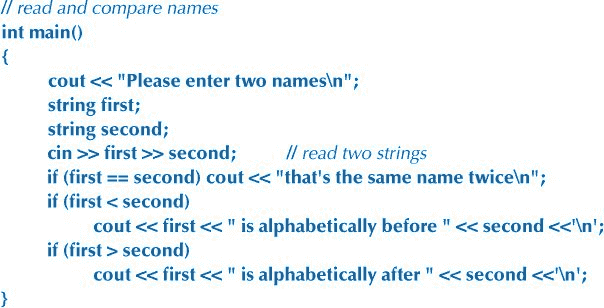 // read and compare names
int main()
{
cout << "Please enter two names\n";
string first;
string second;
cin >> first >> second; // read two strings
if (first == second) cout << "that's the same name twice\n";
if (first < second)
cout << first << " is alphabetically before " << second <<'\n';
if (first > second)
cout << first << " is alphabetically after " << second <<'\n';
}